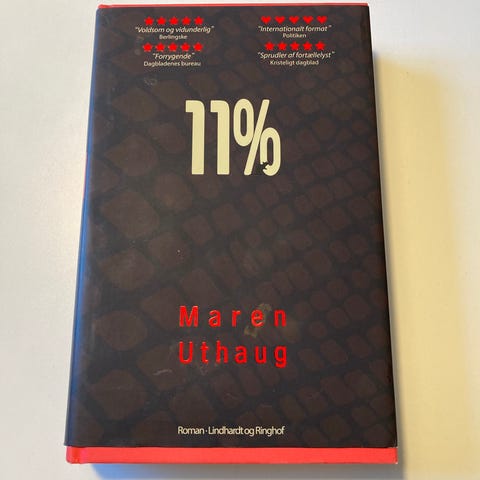 ★★★★★
"Voldsom og vidunderlig"
Berlingske
♥♥♥♥♥
"Internationalt format"
Politiken
★★★★★
"Forrygende"
Dagbladenes bureau
★★★★★
"Sprudler af fortællelyst"
Kristeligt dagblad
11%
Maren
Uthaug
Roman · Lindhardt og Ringhof